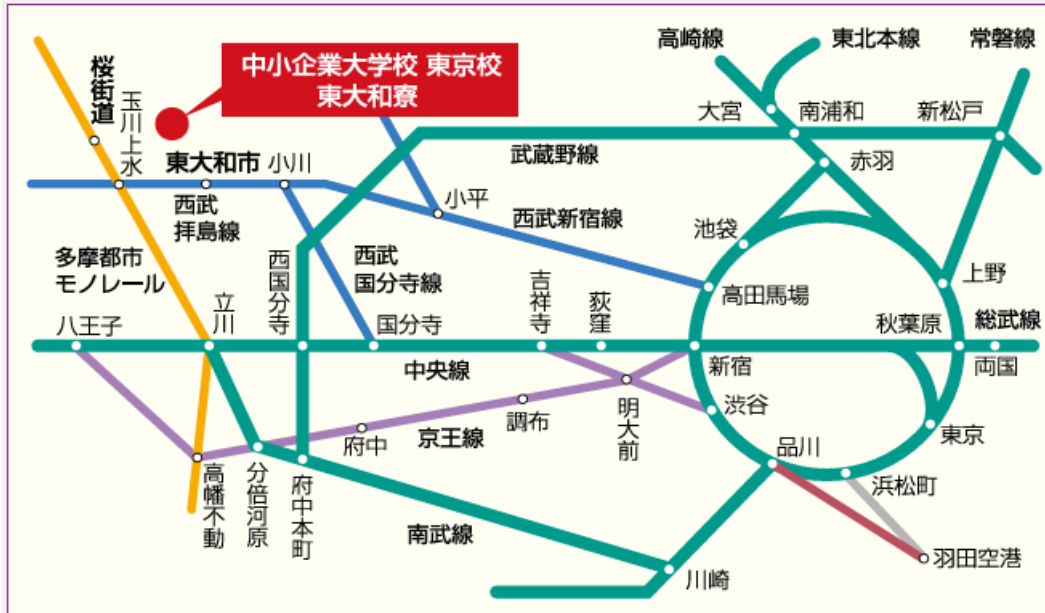 高崎線
東北本線
常磐線
中小企業大学校 東京校
東大和寮
桜街道
玉川上水
大宮
南浦和
新松戸
東大和市
小川
武蔵野線
赤羽
西武
拝島線
小平
西武新宿線
池袋
多摩都市
モノレール
西国分寺
西武
国分寺線
高田馬場
上野
八王子
立川
国分寺
吉祥寺
荻窪
秋葉原
総武線
中央線
新宿
両国
渋谷
明大前
調布
京王線
府中
品川
東京
高幡不動
分倍河原
府中本町
浜松町
南武線
羽田空港
川崎